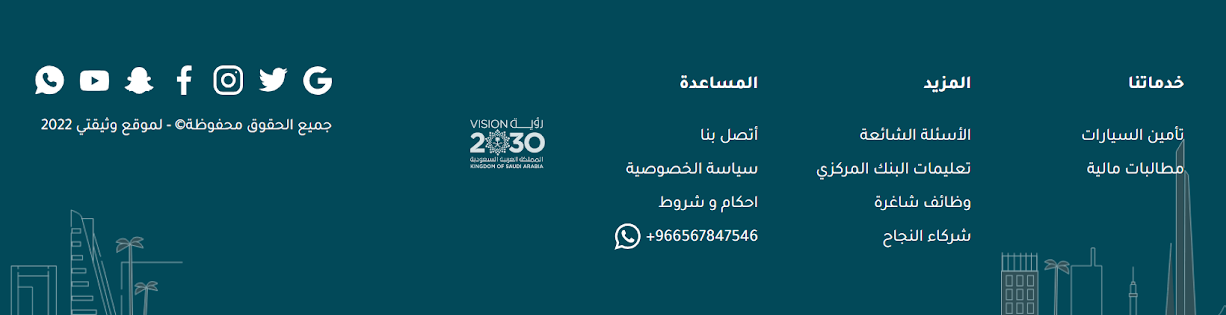 خدماتنا
تأمين السيارات
مطالبات مالية
المزيد
الأسئلة الشائعة
تعليمات البنك المركزي
وظائف شاغرة
شركاء النجاح
المساعدة
أتصل بنا
سياسة الخصوصية
احكام و شروط
+966567847546
VISION رؤيـــة
2030
المملكة العربية السعودية
KINGDOM OF SAUDI ARABIA
جميع الحقوق محفوظة© - لموقع وثيقتي 2022